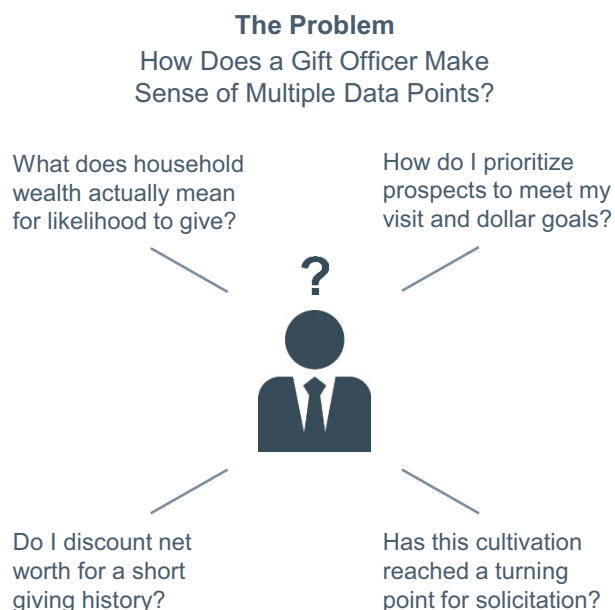 The Problem
How Does a Gift Officer Make
Sense of Multiple Data Points?
What does household
wealth actually mean
for likelihood to give?
How do I prioritize
prospects to meet my
visit and dollar goals?
?
Do I discount net
worth for a short
giving history?
Has this cultivation
reached a turning
point for solicitation?